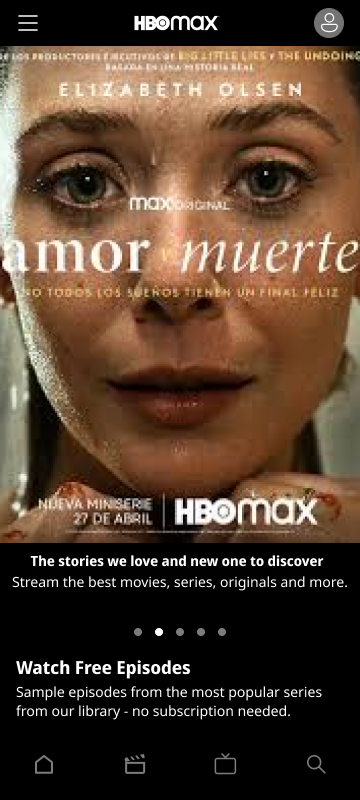 HBOmax
E LOS PRODUCTORES EJECUTIVOS DE BIG LITTLE LIES Y THE UNDOING
BASADA EN UNA HISTORIA REAL
ELIZABETH OLSEN
max ORIGINAL
amor y muerte
NO TODOS LOS SUEÑOS TIENEN UN FINAL FELIZ
NUEVA MINISERIE
27 DE ABRIL
HBOmax
The stories we love and new one to discover
Stream the best movies, series, originals and more.
Watch Free Episodes
Sample episodes from the most popular series
from our library - no subscription needed.